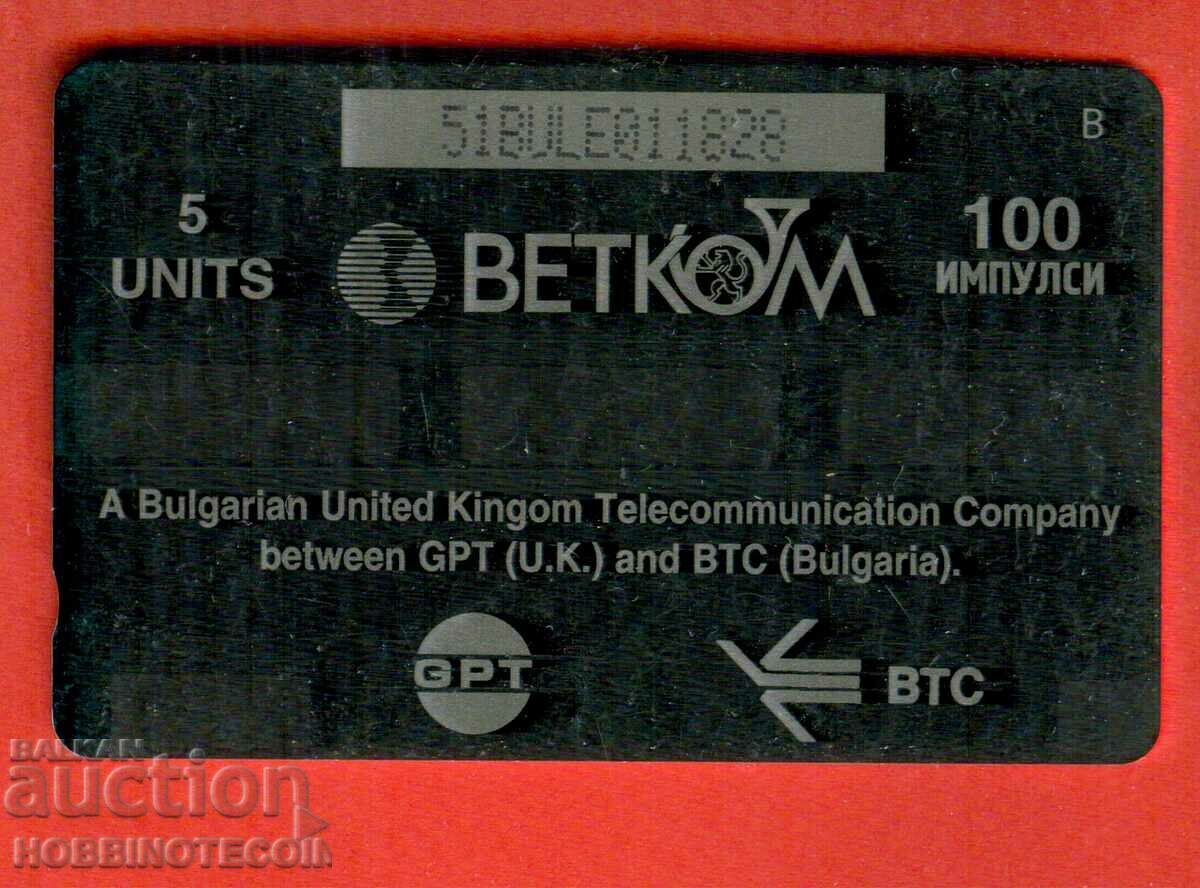 51BULE011828
B
5
UNITS
BETKOM
100
ИМПУЛСИ
A Bulgarian United Kingom Telecommunication Company
between GPT (U.K.) and BTC (Bulgaria).
GPT
BTC
BALKAN
auction
HOBBINOTECOIN